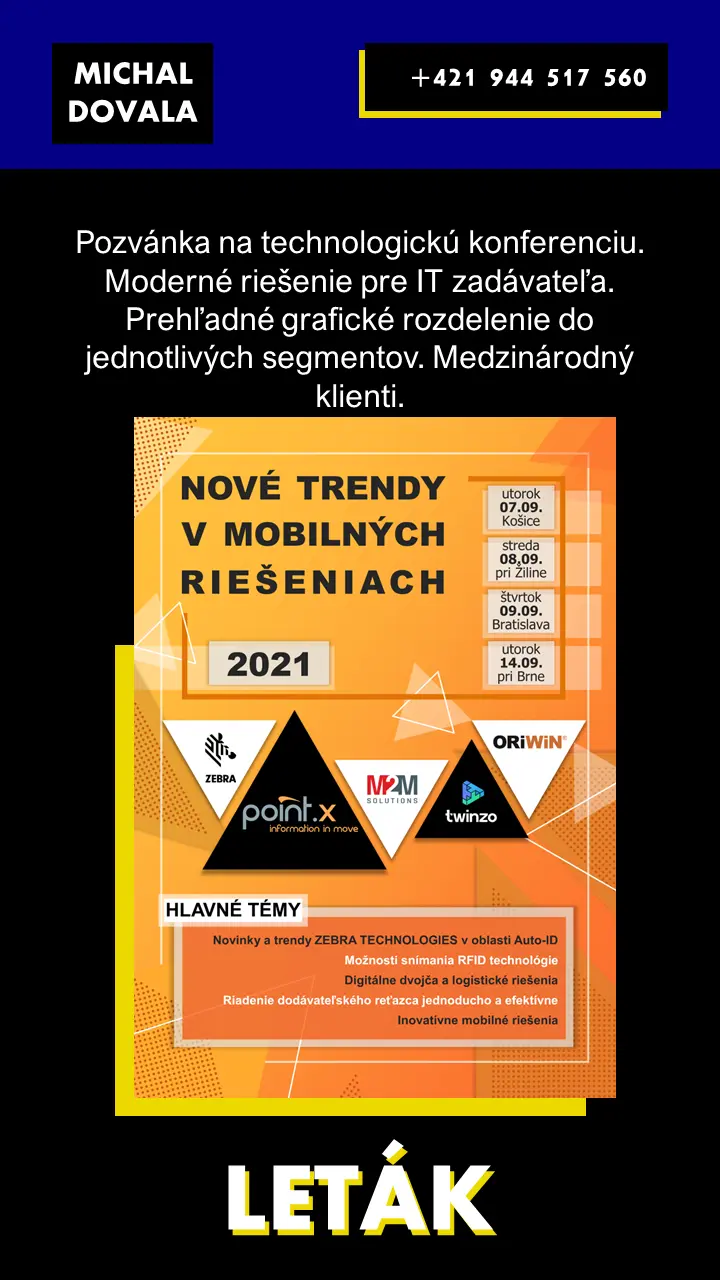 MICHAL
DOVALA
+421 944 517 560
Pozvánka na technologickú konferenciu.
Moderné riešenie pre IT zadávateľa.
Prehľadné grafické rozdelenie do
jednotlivých segmentov. Medzinárodný
klienti.
NOVÉ TRENDY
V MOBILNÝCH
RIEŠENIACH
2021
utorok
07.09.
Košice
streda
08.09.
pri Žiline
štvrtok
09.09.
Bratislava
utorok
14.09.
pri Brne
ZEBRA
point.x
information in move
M2M
SOLUTIONS
twinzo
ORiWiN®
HLAVNÉ TÉMY
Novinky a trendy ZEBRA TECHNOLOGIES v oblasti Auto-ID
Možnosti snímania RFID technológie
Digitálne dvojča a logistické riešenia
Riadenie dodávateľského reťazca jednoducho a efektívne
Inovatívne mobilné riešenia
LETÁK